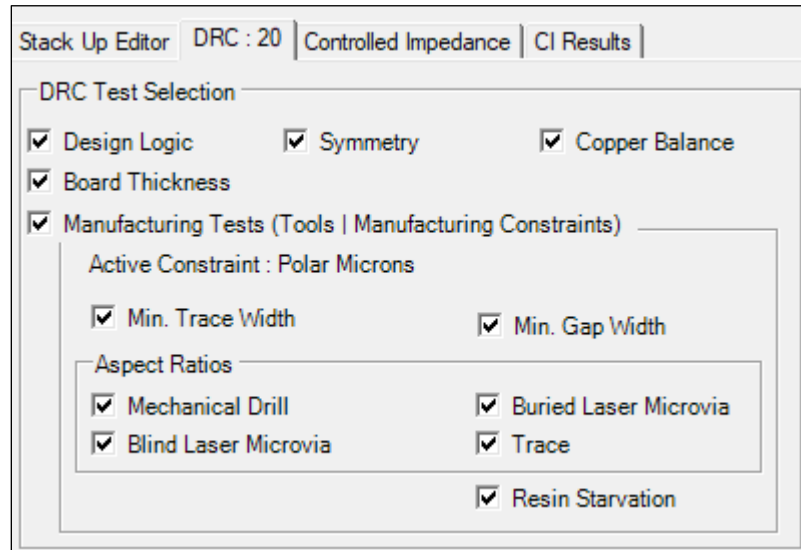 Stack Up Editor DRC : 20 Controlled Impedance CI Results
DRC Test Selection
Design Logic Symmetry Copper Balance
Board Thickness
Manufacturing Tests (Tools | Manufacturing Constraints)
Active Constraint : Polar Microns
Min. Trace Width Min. Gap Width
Aspect Ratios
Mechanical Drill Buried Laser Microvia
Blind Laser Microvia Trace
Resin Starvation